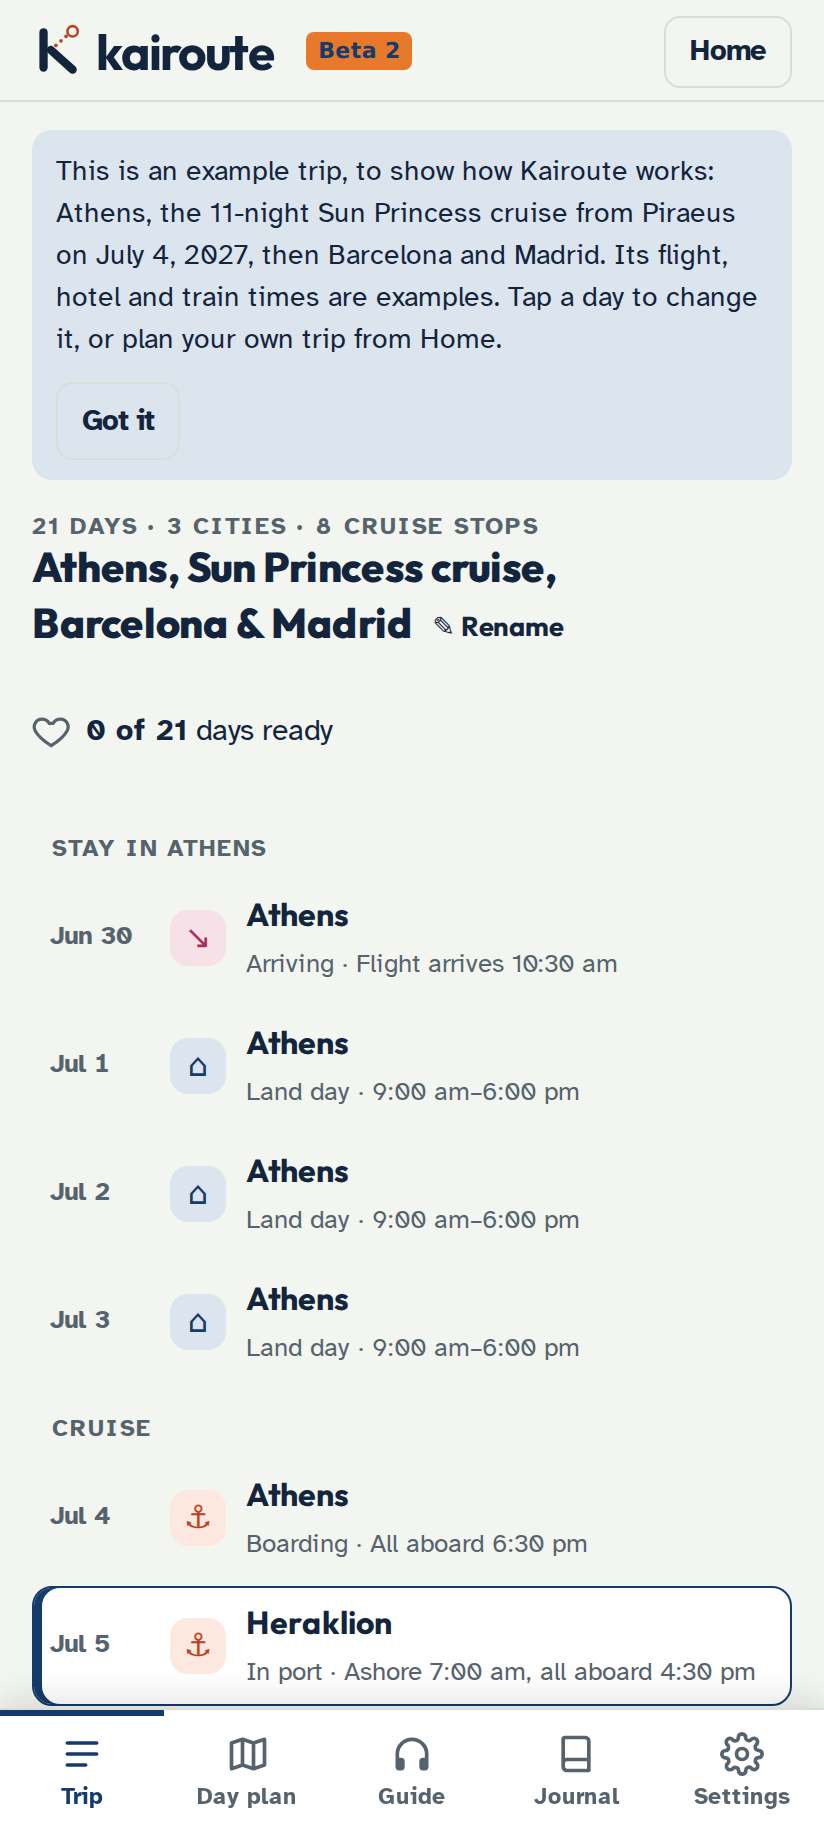 kairoute Beta 2 Home
This is an example trip, to show how Kairoute works:
Athens, the 11-night Sun Princess cruise from Piraeus
on July 4, 2027, then Barcelona and Madrid. Its flight,
hotel and train times are examples. Tap a day to change
it, or plan your own trip from Home.
Got it
21 DAYS · 3 CITIES · 8 CRUISE STOPS
Athens, Sun Princess cruise,
Barcelona & Madrid ✎ Rename
0 of 21 days ready
STAY IN ATHENS
Athens
Jun 30
Arriving · Flight arrives 10:30 am
Athens
Jul 1
Land day · 9:00 am–6:00 pm
Athens
Jul 2
Land day · 9:00 am–6:00 pm
Athens
Jul 3
Land day · 9:00 am–6:00 pm
CRUISE
Athens
Jul 4
Boarding · All aboard 6:30 pm
Heraklion
Jul 5
In port · Ashore 7:00 am, all aboard 4:30 pm
Trip Day plan Guide Journal Settings